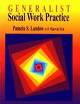 GENERALIST
Social Work Practice
Pamela S. Landon